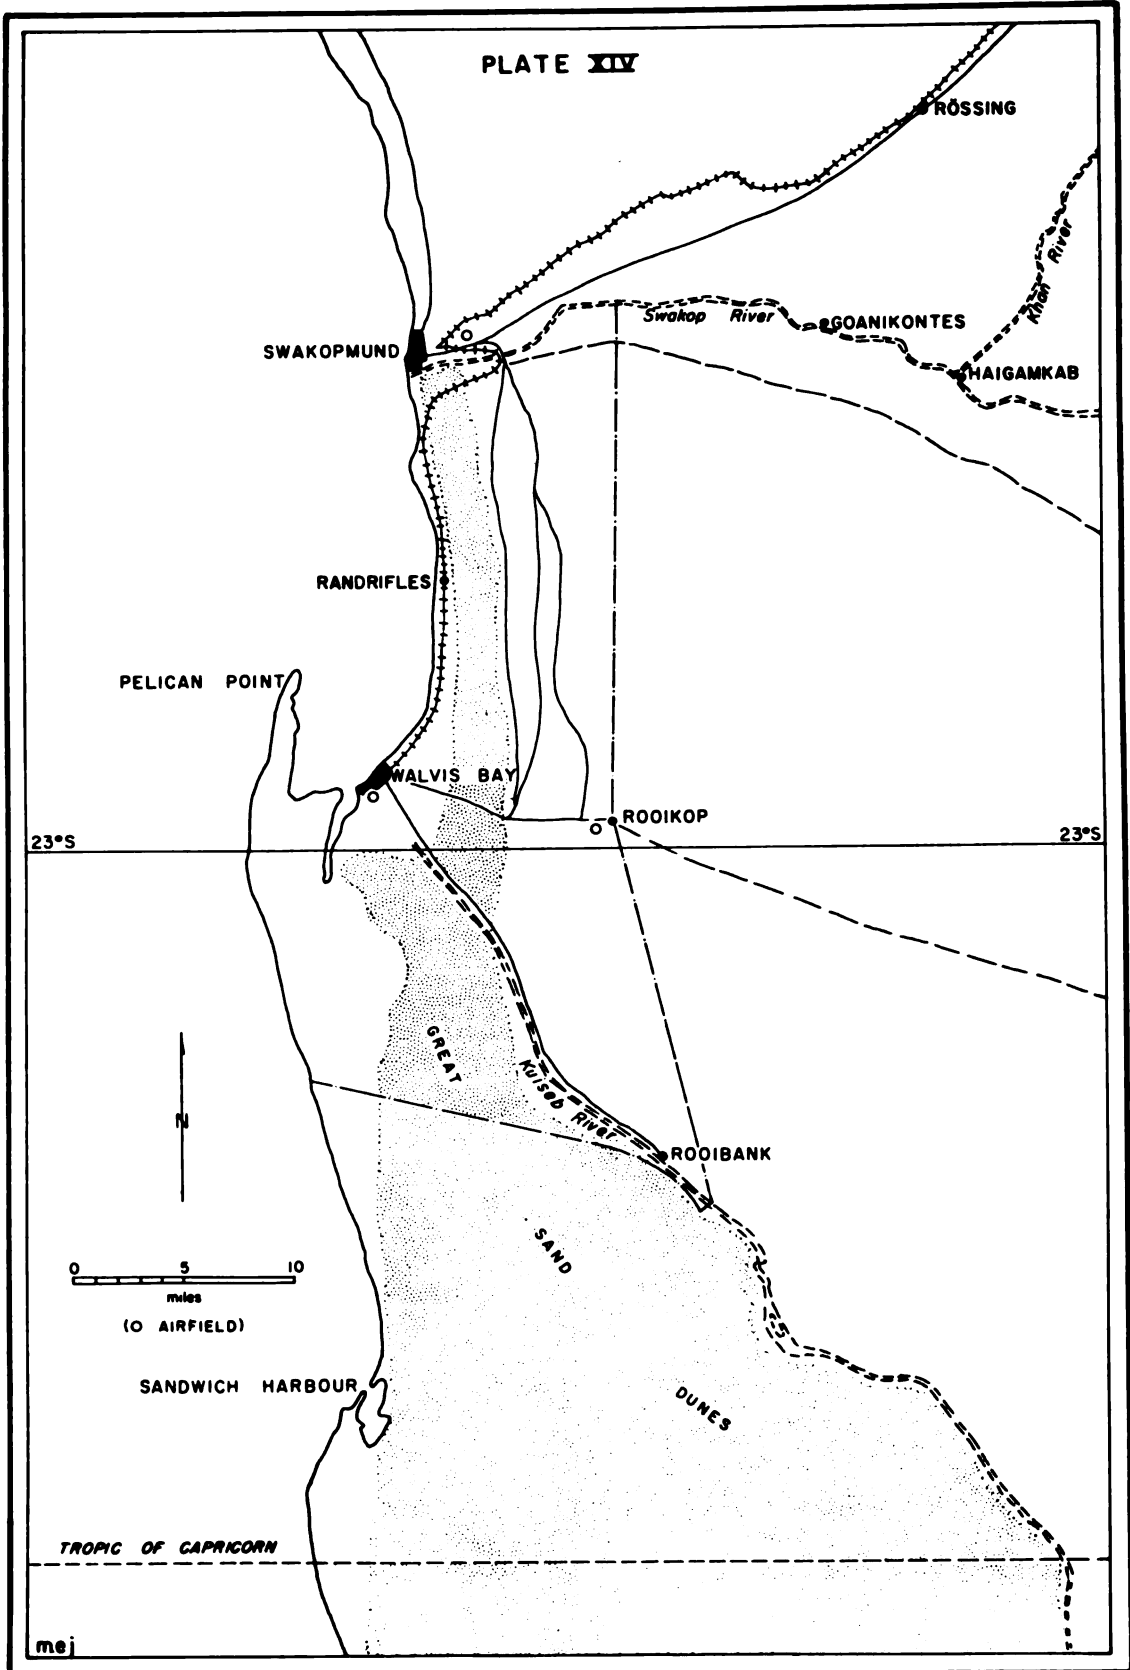 PLATE XIV
RÖSSING
Khan River
Swakop River
GOANIKONTES
SWAKOPMUND
HAIGAMKAB
RANDRIFLES
PELICAN POINT
WALVIS BAY
ROOIKOP
23°S
23°S
GREAT
Kuiseb River
N
ROOIBANK
SAND
0 5 10
miles
(O AIRFIELD)
SANDWICH HARBOUR
DUNES
TROPIC OF CAPRICORN
mej